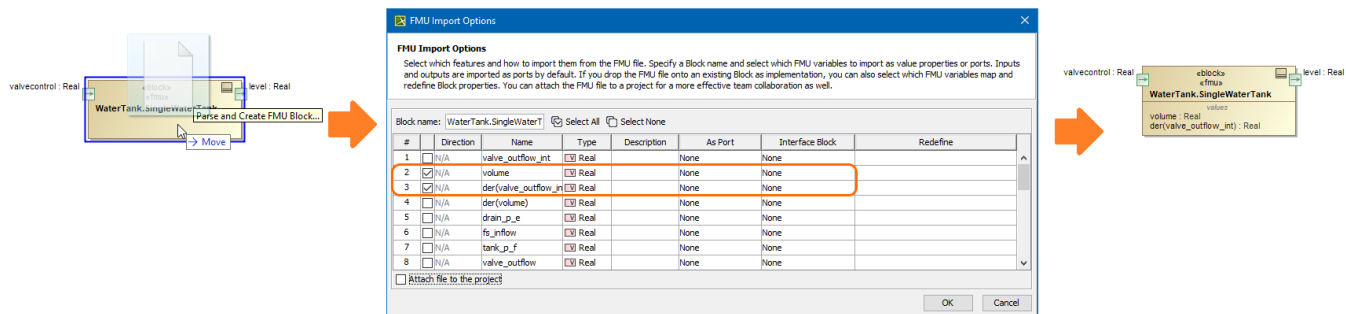 valvecontrol : Real
level : Real
«block»
«fmu»
WaterTank.SingleWaterTank
Parse and Create FMU Block...
Move
FMU Import Options
FMU Import Options
Select which features and how to import them from the FMU file. Specify a Block name and select which FMU variables to import as value properties or ports. Inputs
and outputs are imported as ports by default. If you drop the FMU file onto an existing Block as implementation, you can also select which FMU variables map and
redefine Block properties. You can attach the FMU file to a project for a more effective team collaboration as well.
Block name: WaterTank.SingleWaterT Select All Select None
# Direction Name Type Description As Port Interface Block Redefine
1 N/A valve_outflow_int V Real None None
2 N/A volume V Real None None
3 N/A der(valve_outflow_in V Real None None
4 N/A der(volume) V Real None None
5 N/A drain_p_e V Real None None
6 N/A fs_inflow V Real None None
7 N/A tank_p_f V Real None None
8 N/A valve_outflow V Real None None
Attach file to the project
OK Cancel
valvecontrol : Real
level : Real
«block»
«fmu»
WaterTank.SingleWaterTank
values
volume : Real
der(valve_outflow_int) : Real